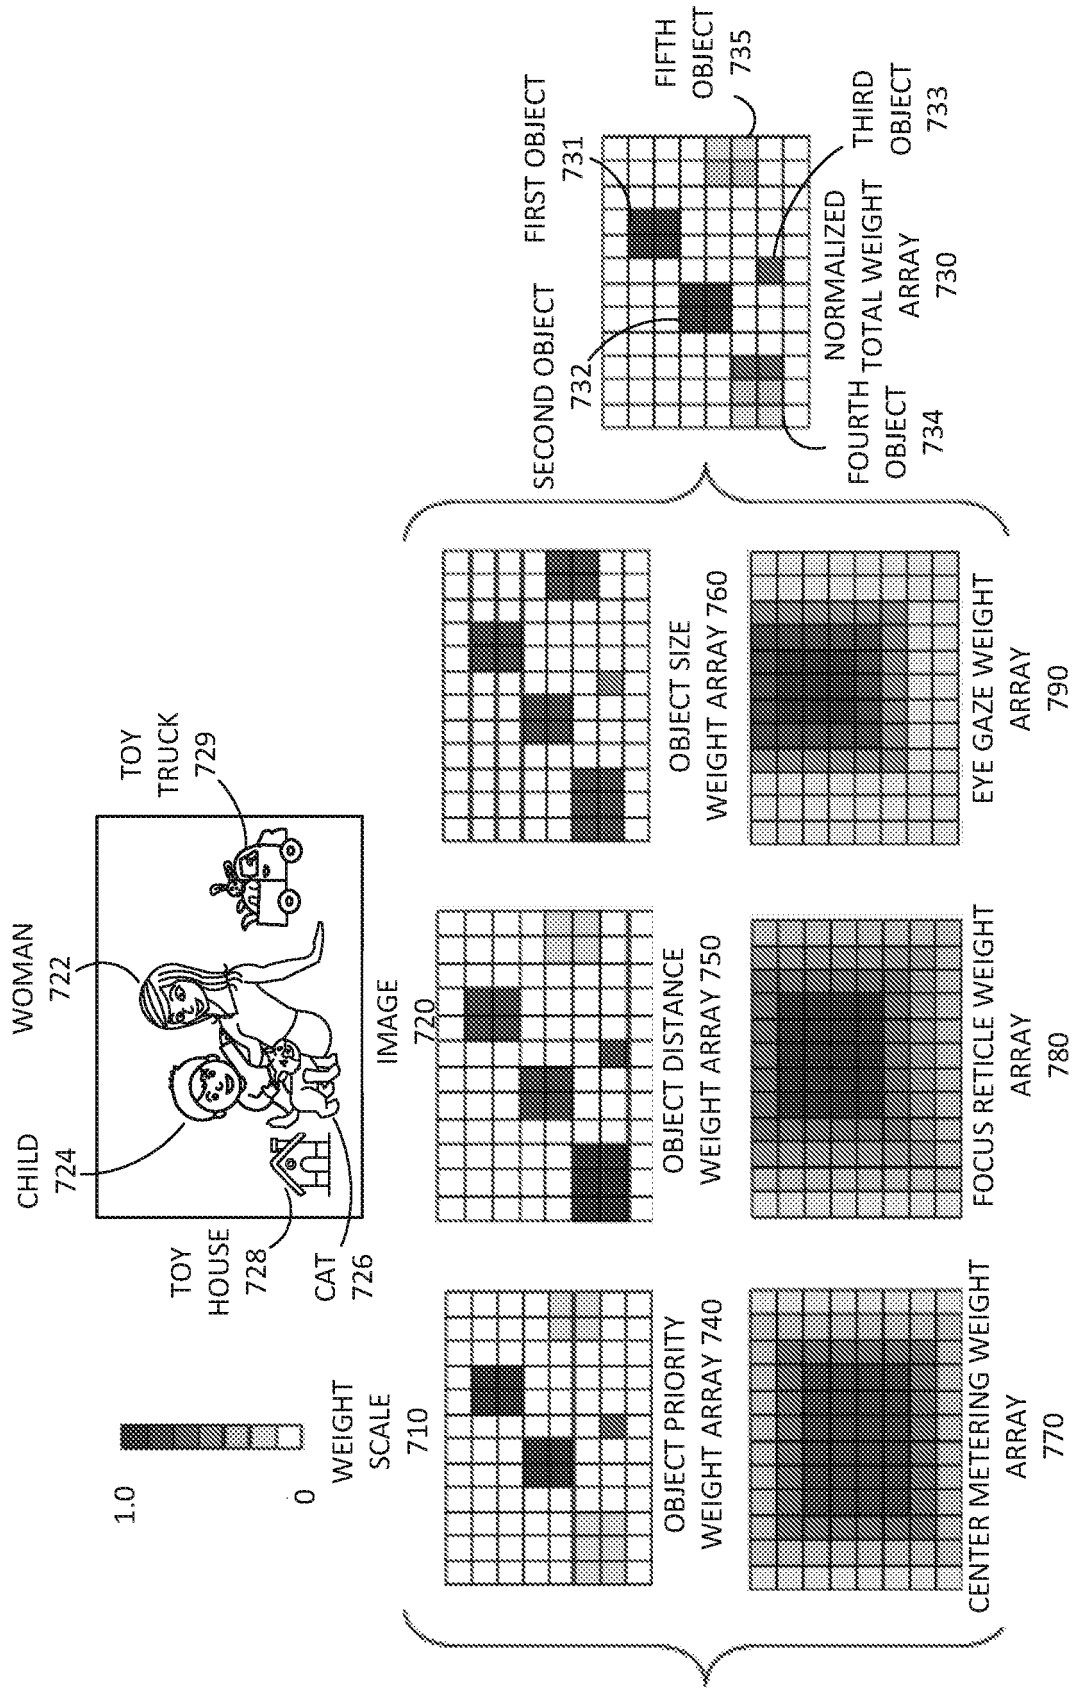 WEIGHT
SCALE
710
1.0
0
CHILD
724
WOMAN
722
TOY
HOUSE
728
CAT
726
TOY
TRUCK
729
IMAGE
720
OBJECT PRIORITY
WEIGHT ARRAY 740
OBJECT DISTANCE
WEIGHT ARRAY 750
OBJECT SIZE
WEIGHT ARRAY 760
CENTER METERING WEIGHT
ARRAY
770
FOCUS RETICLE WEIGHT
ARRAY
780
EYE GAZE WEIGHT
ARRAY
790
SECOND OBJECT
732
FIRST OBJECT
731
FIFTH
OBJECT
735
FOURTH
OBJECT
734
NORMALIZED
TOTAL WEIGHT
ARRAY
730
THIRD
OBJECT
733